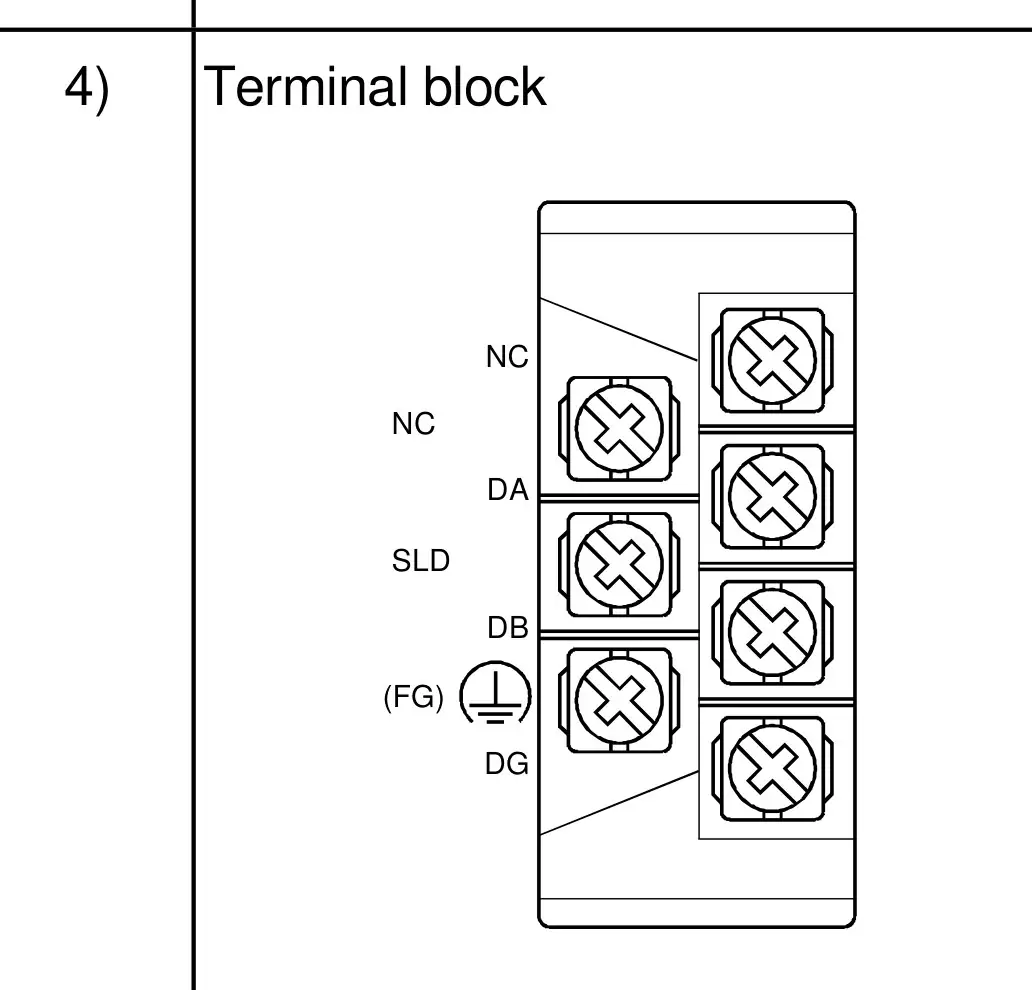 4)
Terminal block
NC
NC
DA
SLD
DB
(FG)
DG